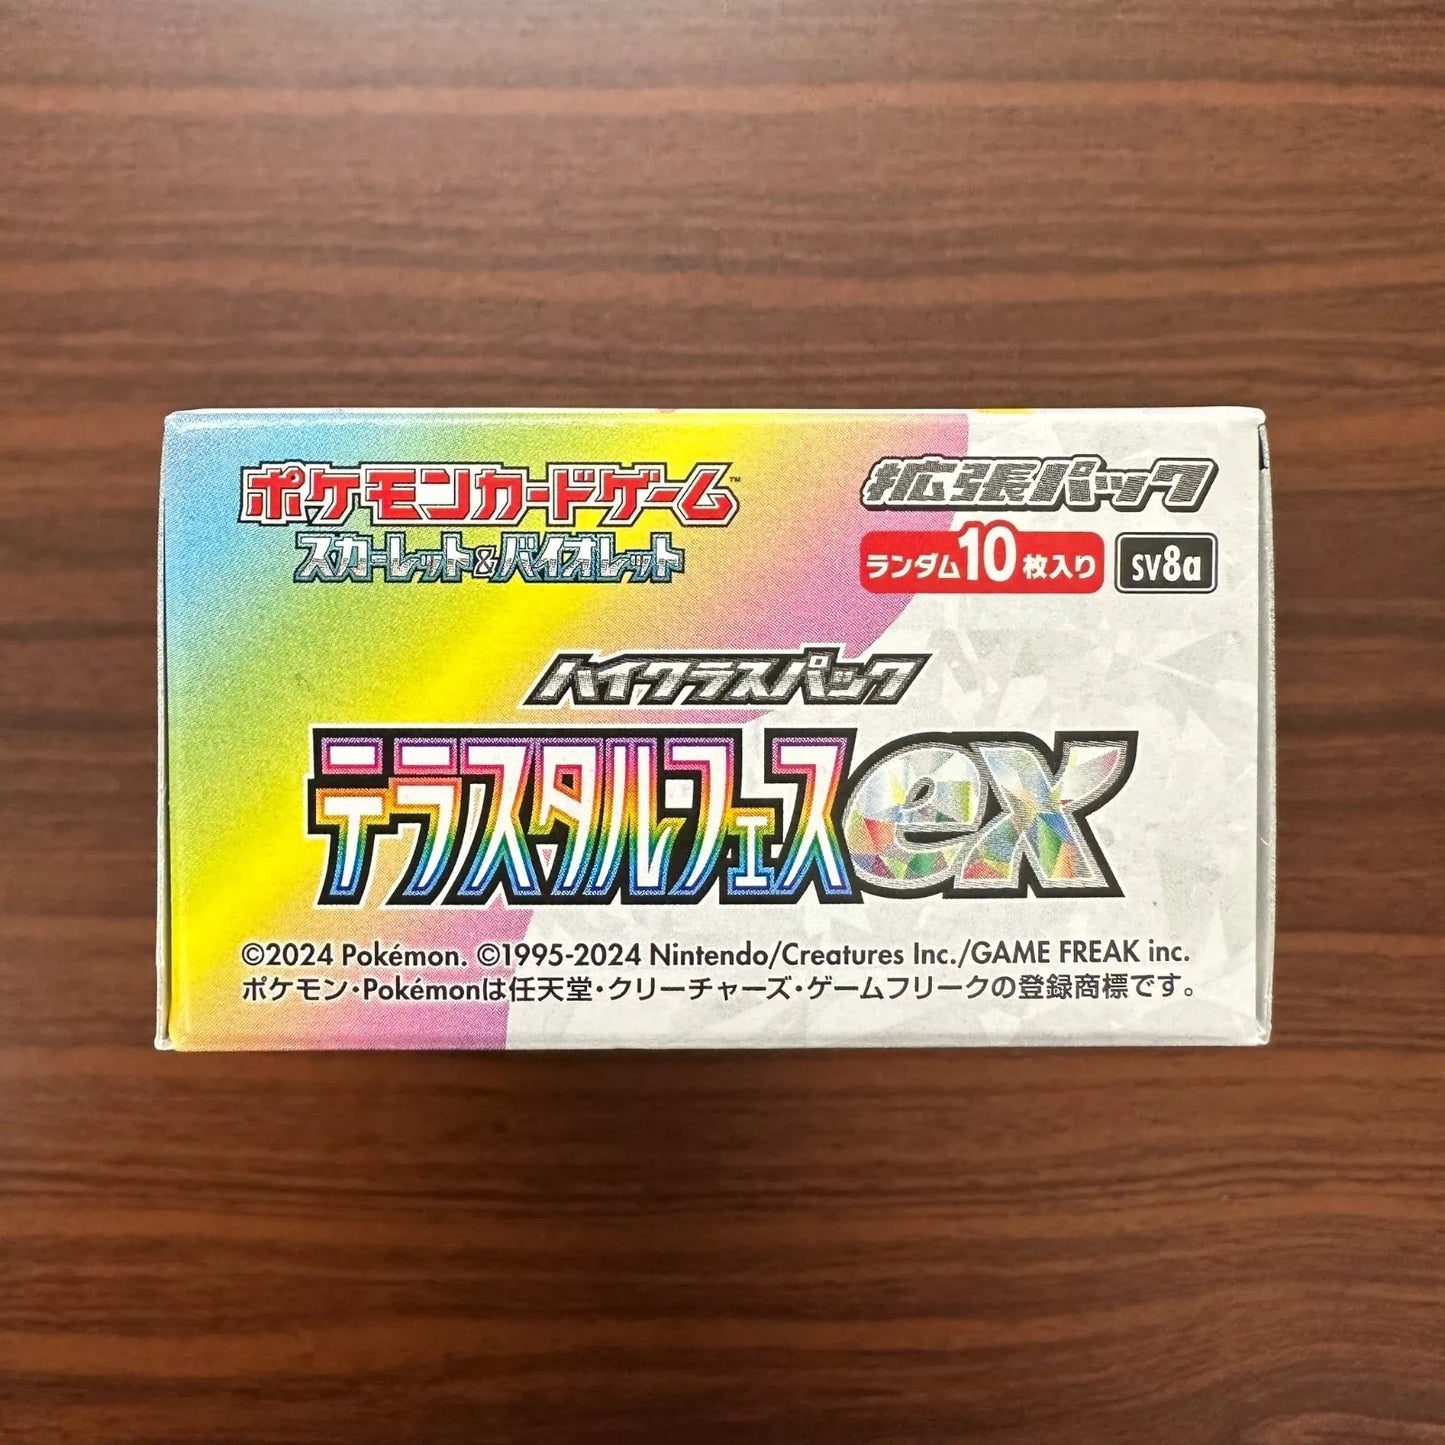 ポケモンカードゲーム™
スカーレット&バイオレット
拡張パック
ランダム10枚入り
SV8a
ハイクラスパック
テラスタルフェスex
©2024 Pokémon. ©1995-2024 Nintendo/Creatures Inc./GAME FREAK inc.
ポケモン・Pokémonは任天堂・クリーチャーズ・ゲームフリークの登録商標です。